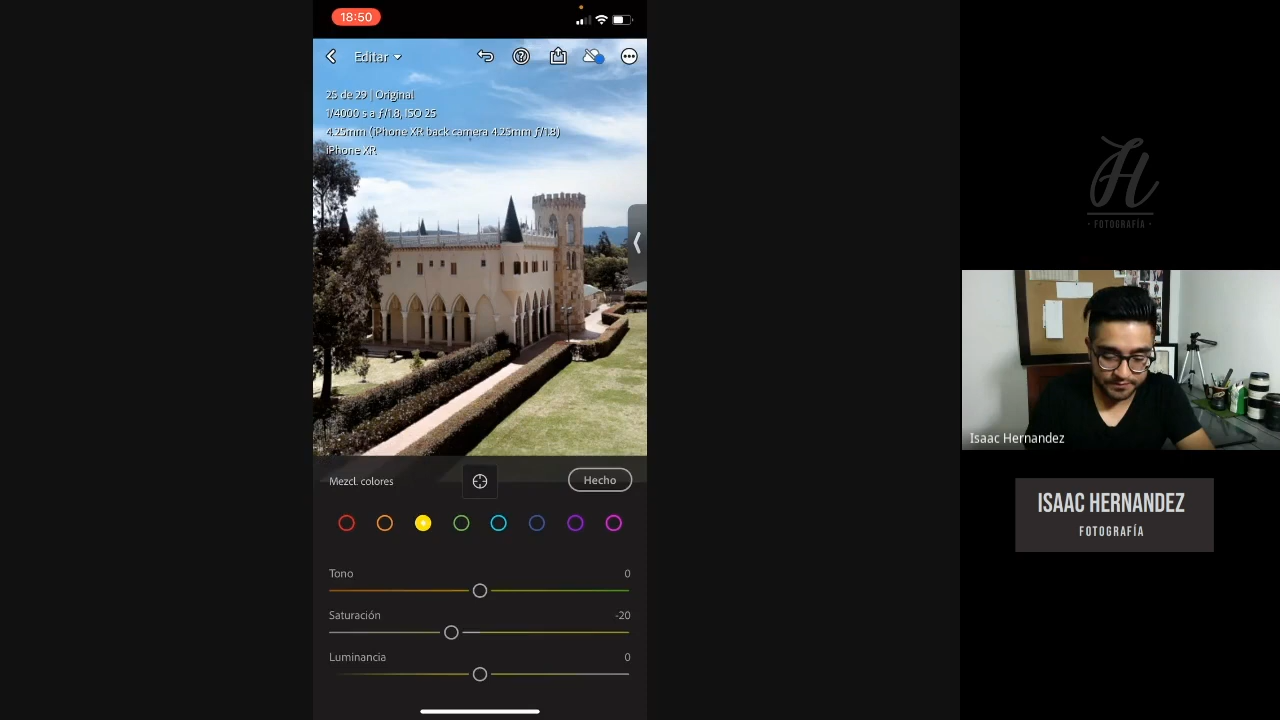 18:50
Editar
25 de 29 | Original
1/4000 s a ƒ/1.8, ISO 25
4.25mm (iPhone XR back camera 4.25mm ƒ/1.8)
iPhone XR
Mezcl. colores
Hecho
Tono 0
Saturación -20
Luminancia 0
H
• FOTOGRAFÍA •
Isaac Hernandez
ISAAC HERNANDEZ
FOTOGRAFÍA